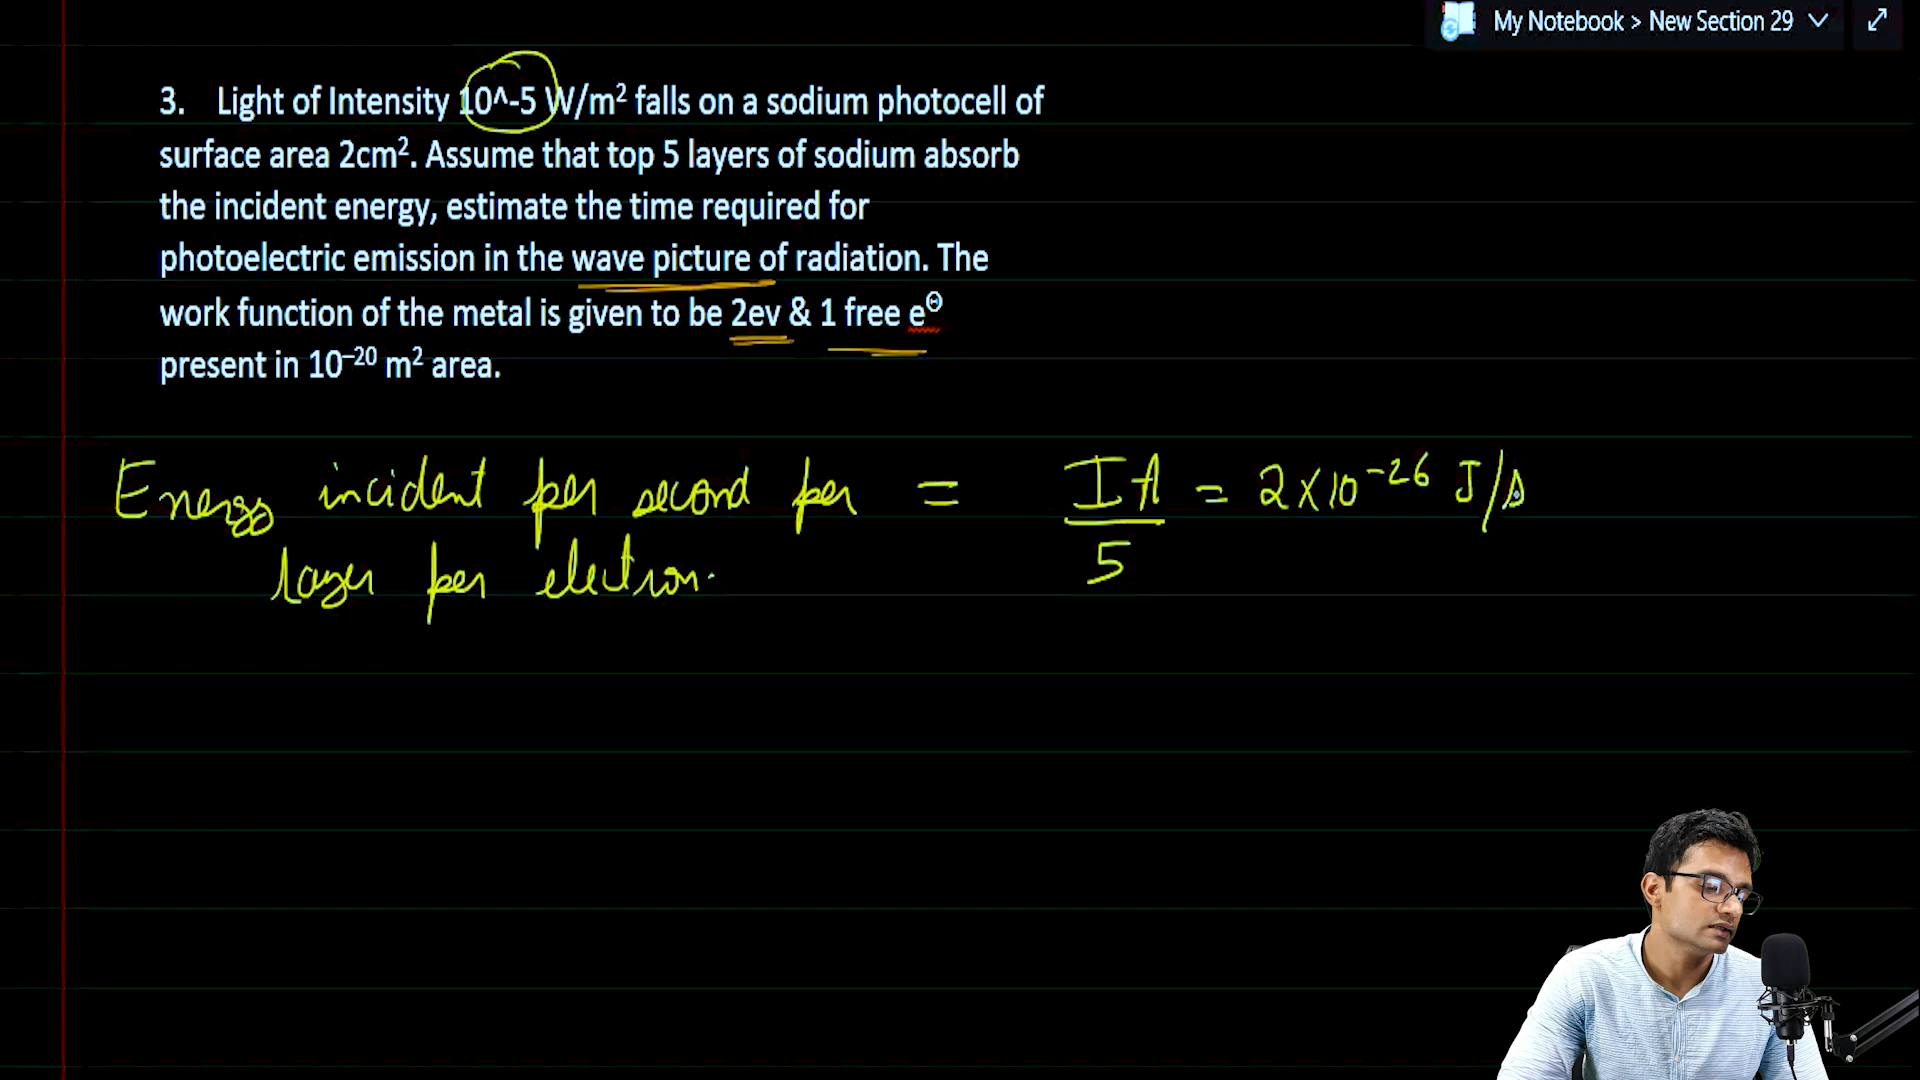 My Notebook > New Section 29
3. Light of Intensity 10^-5 W/m² falls on a sodium photocell of
surface area 2cm². Assume that top 5 layers of sodium absorb
the incident energy, estimate the time required for
photoelectric emission in the wave picture of radiation. The
work function of the metal is given to be 2ev & 1 free e^Θ
present in 10⁻²⁰ m² area.
Energy incident per second per = IA/5 = 2×10⁻²⁶ J/s
layer per electron.